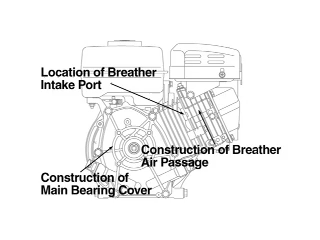 Location of Breather
Intake Port
Construction of Breather
Air Passage
Construction of
Main Bearing Cover